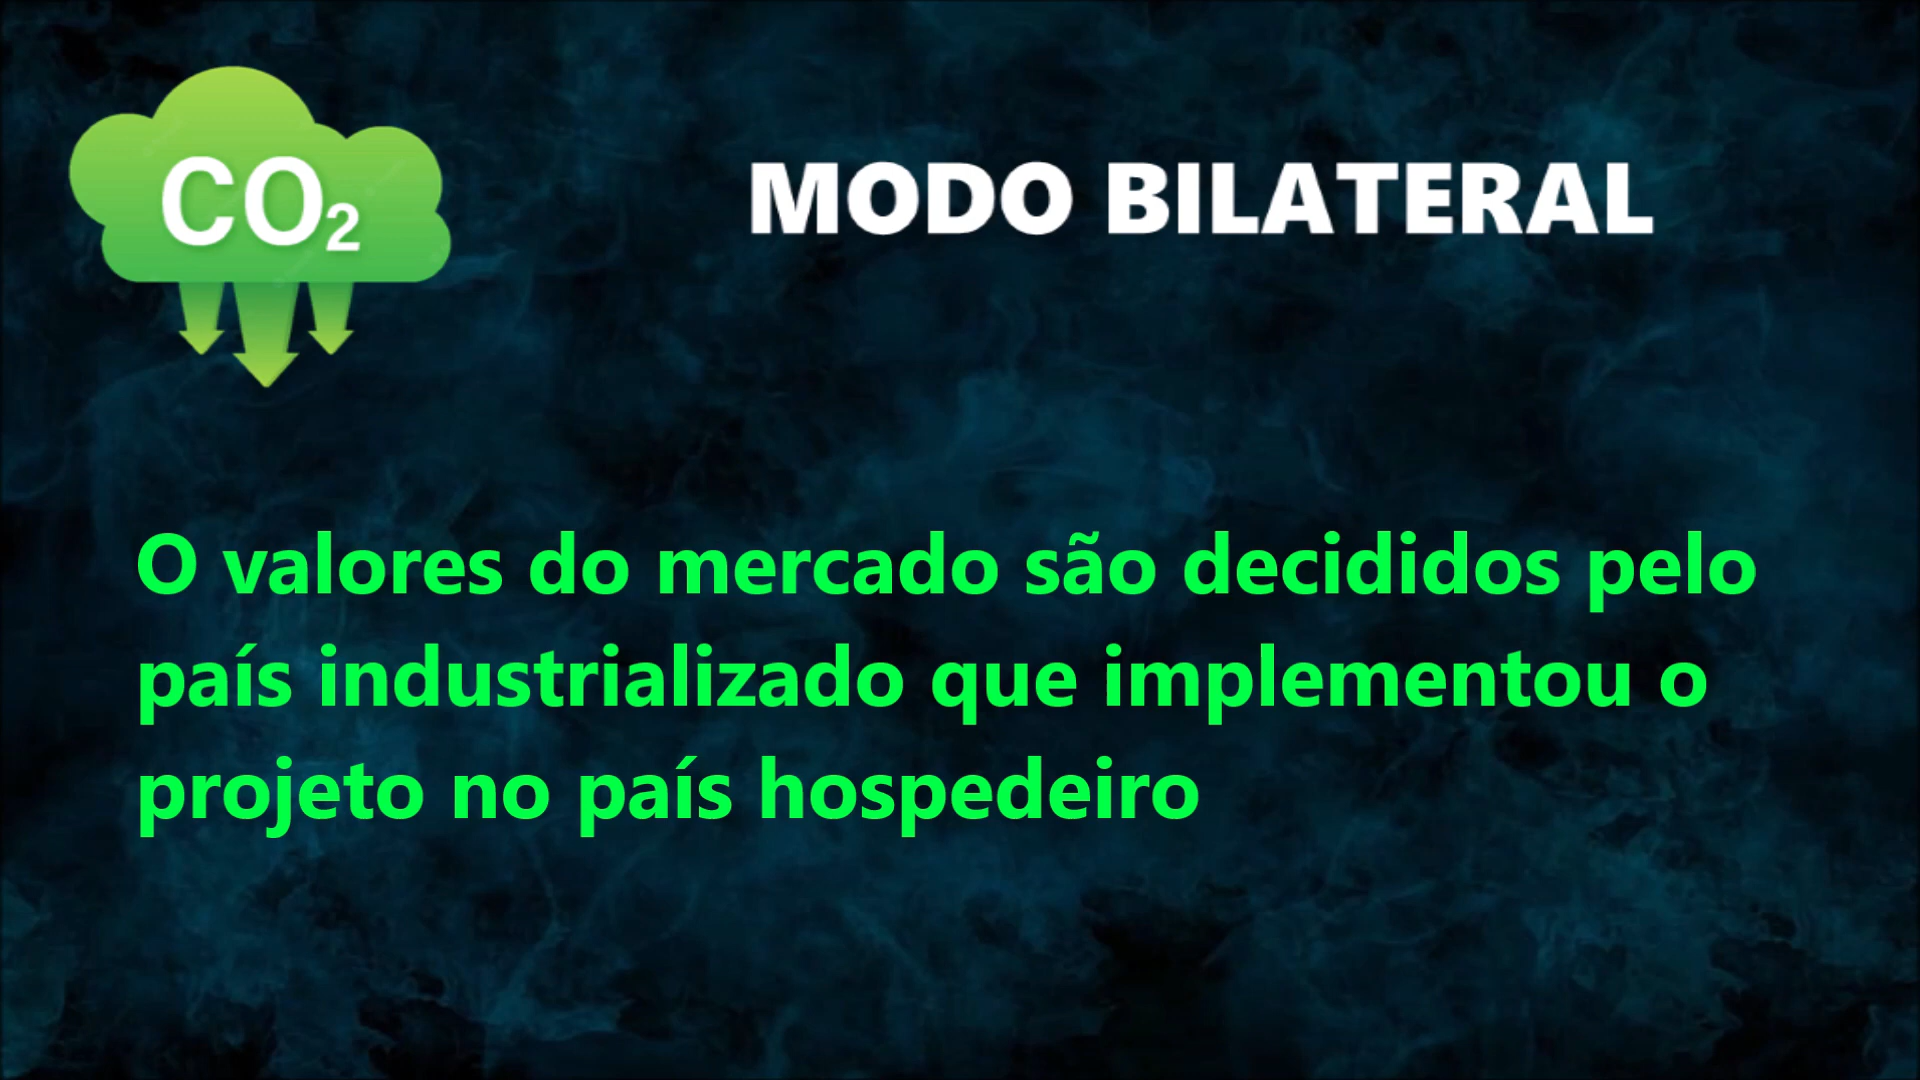 CO₂
MODO BILATERAL
O valores do mercado são decididos pelo
país industrializado que implementou o
projeto no país hospedeiro